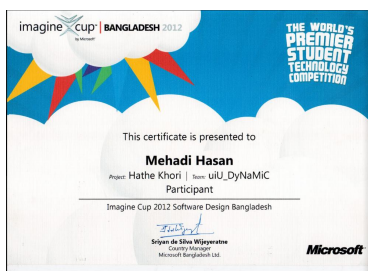 imagine cup | BANGLADESH 2012
by Microsoft
THE WORLD'S
PREMIER
STUDENT
TECHNOLOGY
COMPETITION
This certificate is presented to
Mehadi Hasan
Project: Hathe Khori | Team: uiU_DyNaMiC
Participant
Imagine Cup 2012 Software Design Bangladesh
Sriyan de Silva Wijeyeratne
Country Manager
Microsoft Bangladesh Ltd.
Microsoft